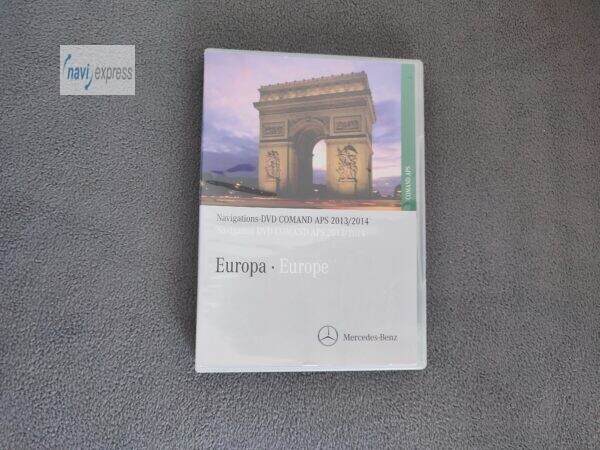 navi express
COMAND APS
Navigations-DVD COMAND APS 2013/2014
Navigation DVD COMAND APS 2013/2014
Europa · Europe
Mercedes-Benz